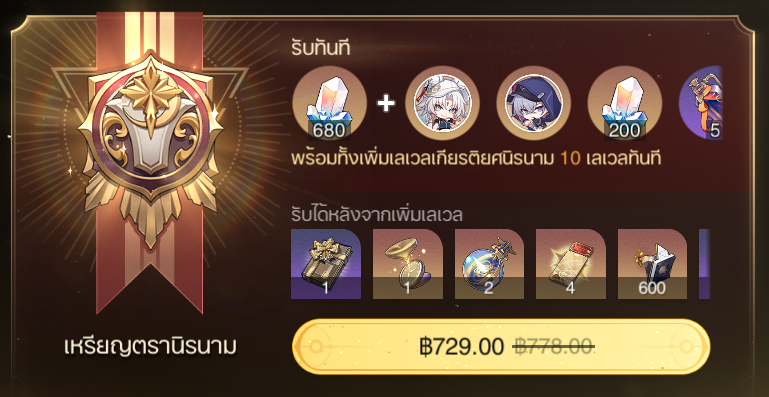 รับทันที
680
+
200
5
พร้อมทั้งเพิ่มเลเวลเกียรติยศนิรนาม 10 เลเวลทันที
รับได้หลังจากเพิ่มเลเวล
1
1
2
4
600
เหรียญตรานิรนาม
฿729.00 ฿778.00